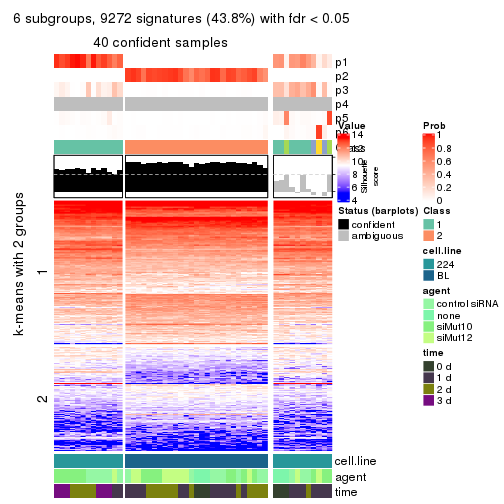 6 subgroups, 9272 signatures (43.8%) with fdr < 0.05
40 confident samples
p1
p2
p3
p4
p5
Value
14
12
10
8
6
4
Silhouette
score
Prob
1
0.8
0.6
0.4
0.2
0
Status (barplots)
confident
ambiguous
Class
1
2
cell.line
224
BL
agent
control siRNA
none
siMut10
siMut12
time
0 d
1 d
2 d
3 d
k-means with 2 groups
1
2
cell.line
agent
time